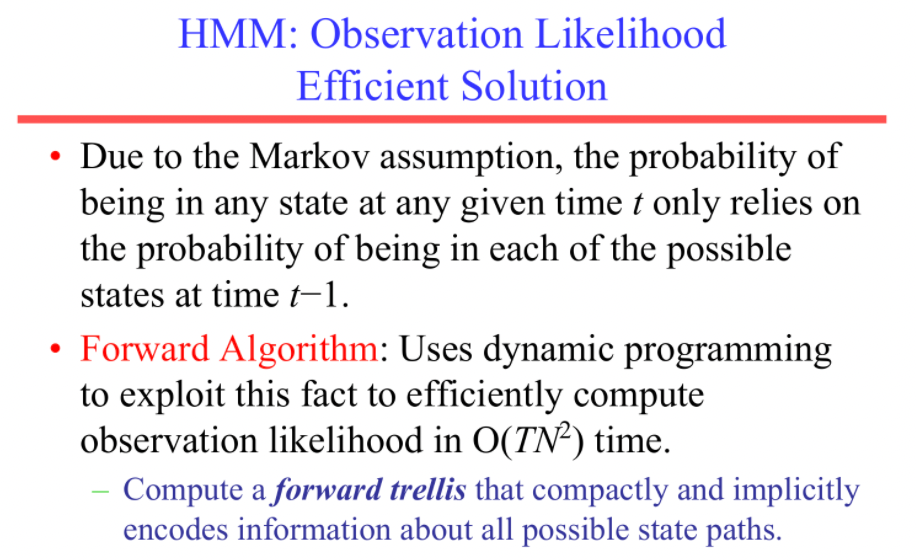 HMM: Observation Likelihood
Efficient Solution
• Due to the Markov assumption, the probability of
being in any state at any given time t only relies on
the probability of being in each of the possible
states at time t−1.
• Forward Algorithm: Uses dynamic programming
to exploit this fact to efficiently compute
observation likelihood in O(TN²) time.
– Compute a forward trellis that compactly and implicitly
encodes information about all possible state paths.